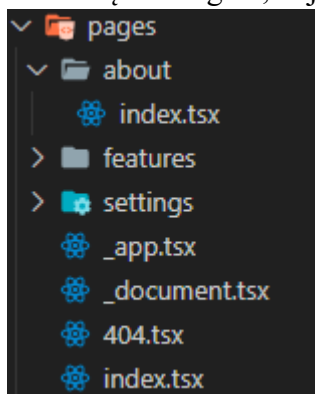 pages
about
index.tsx
features
settings
_app.tsx
_document.tsx
404.tsx
index.tsx